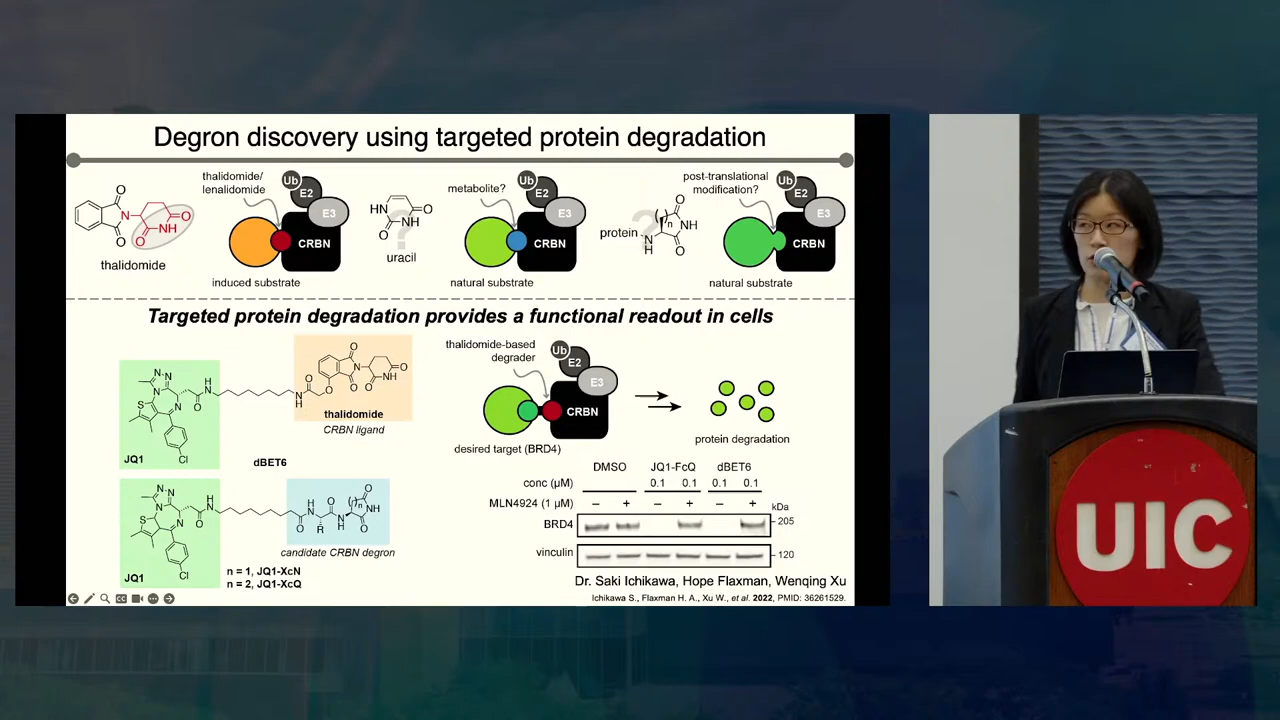 Degron discovery using targeted protein degradation
thalidomide/
lenalidomide
Ub
E2
E3
CRBN
induced substrate
O
N
O
O
O
NH
thalidomide
HN
O
O
NH
?
uracil
metabolite?
Ub
E2
E3
CRBN
natural substrate
protein
N
H
n
O
NH
O
?
post-translational
modification?
Ub
E2
E3
CRBN
natural substrate
Targeted protein degradation provides a functional readout in cells
JQ1
dBET6
thalidomide
CRBN ligand
thalidomide-based
degrader
Ub
E2
E3
CRBN
desired target (BRD4)
protein degradation
JQ1
candidate CRBN degron
n = 1, JQ1-XcN
n = 2, JQ1-XcQ
DMSO JQ1-FcQ dBET6
conc (μM) 0.1 0.1 0.1 0.1
MLN4924 (1 μM) – + – + – +
kDa
BRD4 205
vinculin 120
Dr. Saki Ichikawa, Hope Flaxman, Wenqing Xu
Ichikawa S., Flaxman H. A., Xu W., et al. 2022, PMID: 36261529.
UIC